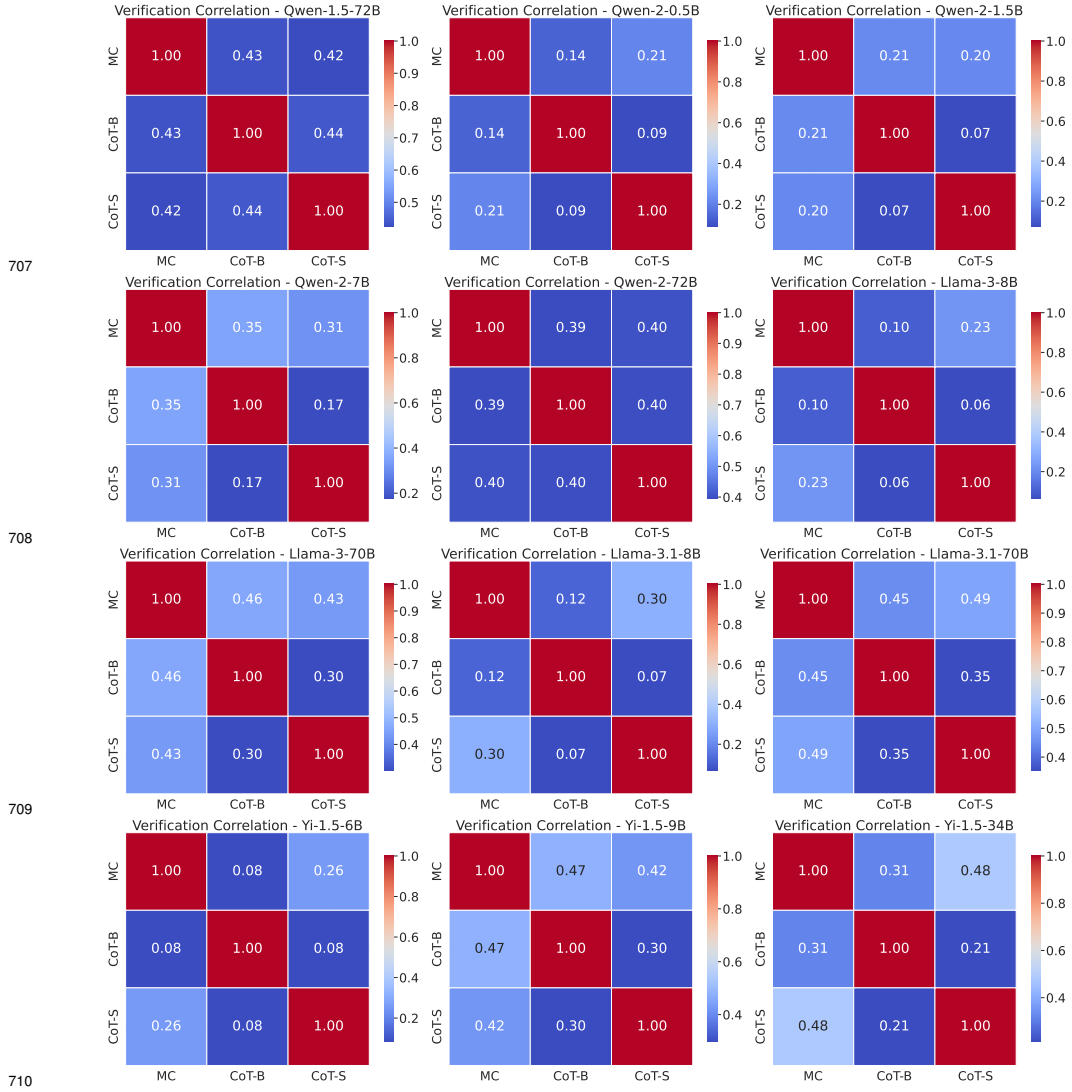 Verification Correlation - Qwen-1.5-72B
MC 1.00 0.43 0.42
CoT-B 0.43 1.00 0.44
CoT-S 0.42 0.44 1.00
MC CoT-B CoT-S
1.0
0.9
0.8
0.7
0.6
0.5
Verification Correlation - Qwen-2-0.5B
MC 1.00 0.14 0.21
CoT-B 0.14 1.00 0.09
CoT-S 0.21 0.09 1.00
MC CoT-B CoT-S
1.0
0.8
0.6
0.4
0.2
Verification Correlation - Qwen-2-1.5B
MC 1.00 0.21 0.20
CoT-B 0.21 1.00 0.07
CoT-S 0.20 0.07 1.00
MC CoT-B CoT-S
1.0
0.8
0.6
0.4
0.2
707
Verification Correlation - Qwen-2-7B
MC 1.00 0.35 0.31
CoT-B 0.35 1.00 0.17
CoT-S 0.31 0.17 1.00
MC CoT-B CoT-S
1.0
0.8
0.6
0.4
0.2
Verification Correlation - Qwen-2-72B
MC 1.00 0.39 0.40
CoT-B 0.39 1.00 0.40
CoT-S 0.40 0.40 1.00
MC CoT-B CoT-S
1.0
0.9
0.8
0.7
0.6
0.5
0.4
Verification Correlation - Llama-3-8B
MC 1.00 0.10 0.23
CoT-B 0.10 1.00 0.06
CoT-S 0.23 0.06 1.00
MC CoT-B CoT-S
1.0
0.8
0.6
0.4
0.2
708
Verification Correlation - Llama-3-70B
MC 1.00 0.46 0.43
CoT-B 0.46 1.00 0.30
CoT-S 0.43 0.30 1.00
MC CoT-B CoT-S
1.0
0.9
0.8
0.7
0.6
0.5
0.4
Verification Correlation - Llama-3.1-8B
MC 1.00 0.12 0.30
CoT-B 0.12 1.00 0.07
CoT-S 0.30 0.07 1.00
MC CoT-B CoT-S
1.0
0.8
0.6
0.4
0.2
Verification Correlation - Llama-3.1-70B
MC 1.00 0.45 0.49
CoT-B 0.45 1.00 0.35
CoT-S 0.49 0.35 1.00
MC CoT-B CoT-S
1.0
0.9
0.8
0.7
0.6
0.5
0.4
709
Verification Correlation - Yi-1.5-6B
MC 1.00 0.08 0.26
CoT-B 0.08 1.00 0.08
CoT-S 0.26 0.08 1.00
MC CoT-B CoT-S
1.0
0.8
0.6
0.4
0.2
Verification Correlation - Yi-1.5-9B
MC 1.00 0.47 0.42
CoT-B 0.47 1.00 0.30
CoT-S 0.42 0.30 1.00
MC CoT-B CoT-S
1.0
0.8
0.6
0.4
Verification Correlation - Yi-1.5-34B
MC 1.00 0.31 0.48
CoT-B 0.31 1.00 0.21
CoT-S 0.48 0.21 1.00
MC CoT-B CoT-S
1.0
0.8
0.6
0.4
710